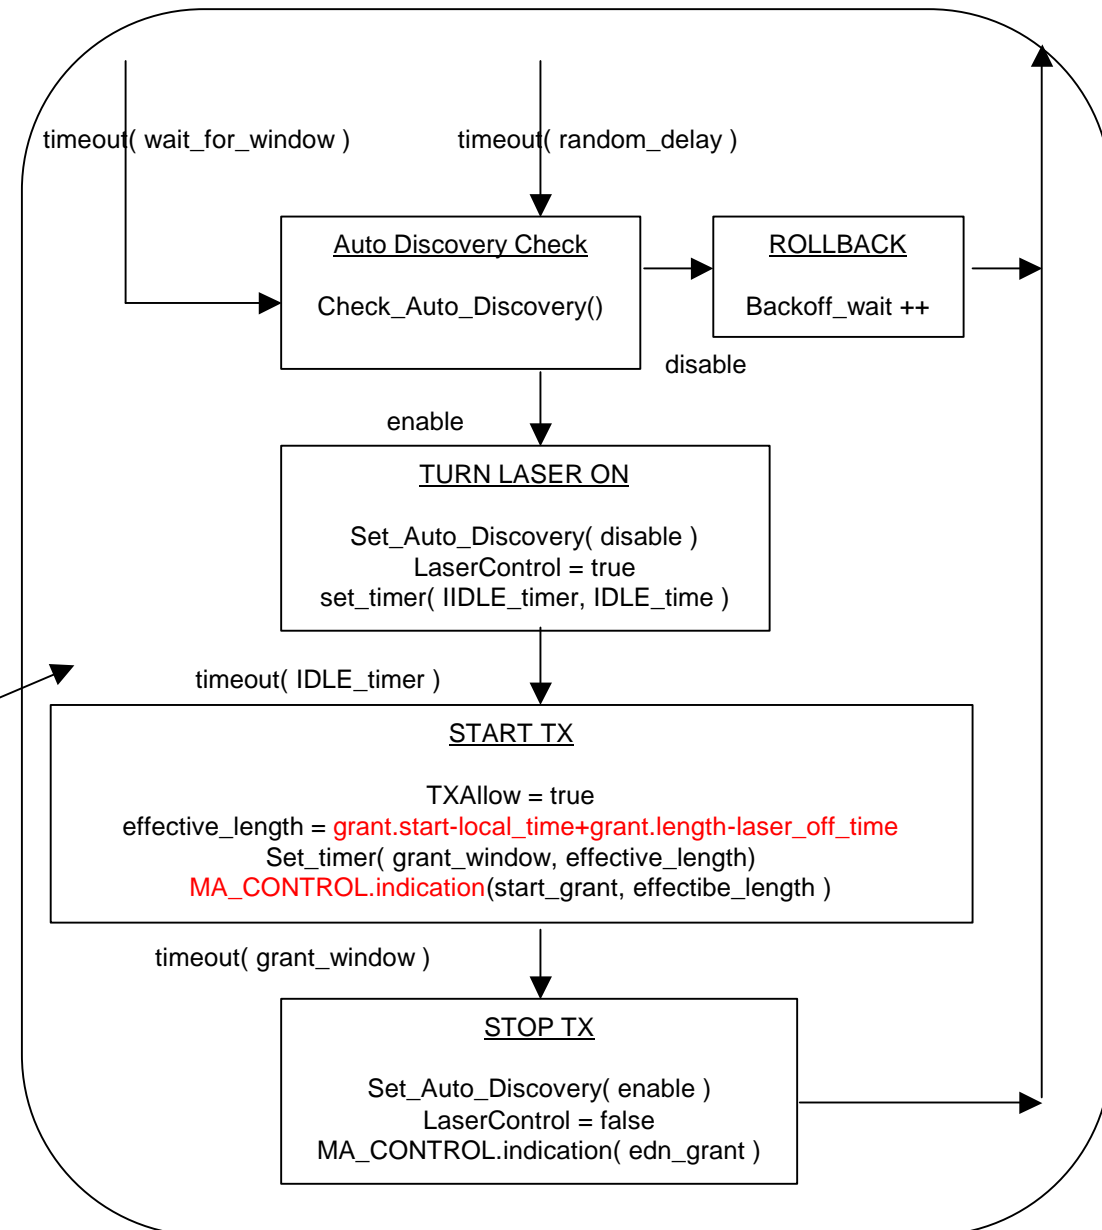 timeout( wait_for_window )
timeout( random_delay )
Auto Discovery Check
Check_Auto_Discovery()
ROLLBACK
Backoff_wait ++
disable
enable
TURN LASER ON
Set_Auto_Discovery( disable )
LaserControl = true
set_timer( IIDLE_timer, IDLE_time )
timeout( IDLE_timer )
START TX
TXAllow = true
effective_length = grant.start-local_time+grant.length-laser_off_time
Set_timer( grant_window, effective_length)
MA_CONTROL.indication(start_grant, effectibe_length )
timeout( grant_window )
STOP TX
Set_Auto_Discovery( enable )
LaserControl = false
MA_CONTROL.indication( edn_grant )